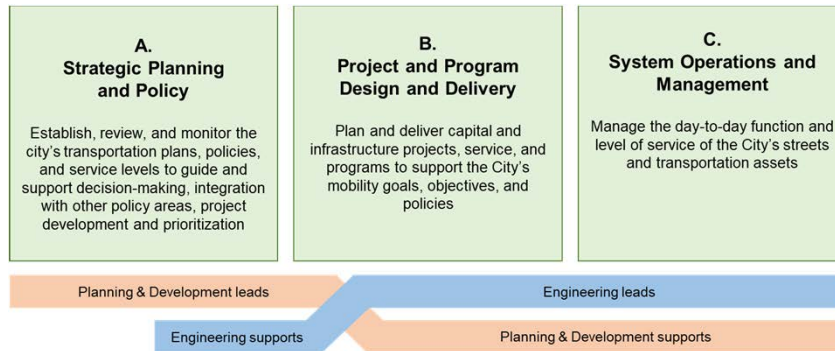 A.
Strategic Planning
and Policy
Establish, review, and monitor the
city's transportation plans, policies,
and service levels to guide and
support decision-making, integration
with other policy areas, project
development and prioritization
B.
Project and Program
Design and Delivery
Plan and deliver capital and
infrastructure projects, service, and
programs to support the City's
mobility goals, objectives, and
policies
C.
System Operations and
Management
Manage the day-to-day function and
level of service of the City's streets
and transportation assets
Planning & Development leads
Engineering leads
Engineering supports
Planning & Development supports